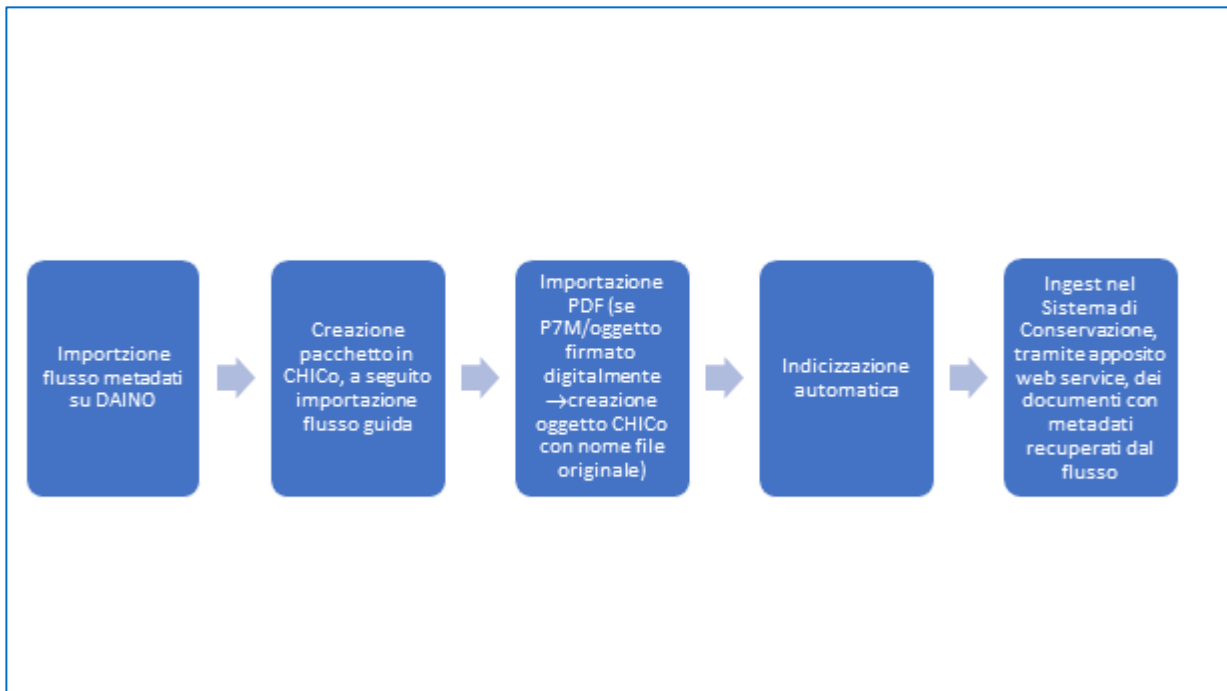 Importzione
flusso metadati
su DAINO
Creazione
pacchetto in
CHICo, a seguito
importazione
flusso guida
Importazione
PDF (se
P7M/oggetto
firmato
digitalmente
→creazione
oggetto CHICo
con nome file
originale)
Indicizzazione
automatica
Ingest nel
Sistema di
Conservazione,
tramite apposito
web service, dei
documenti con
metadati
recuperati dal
flusso